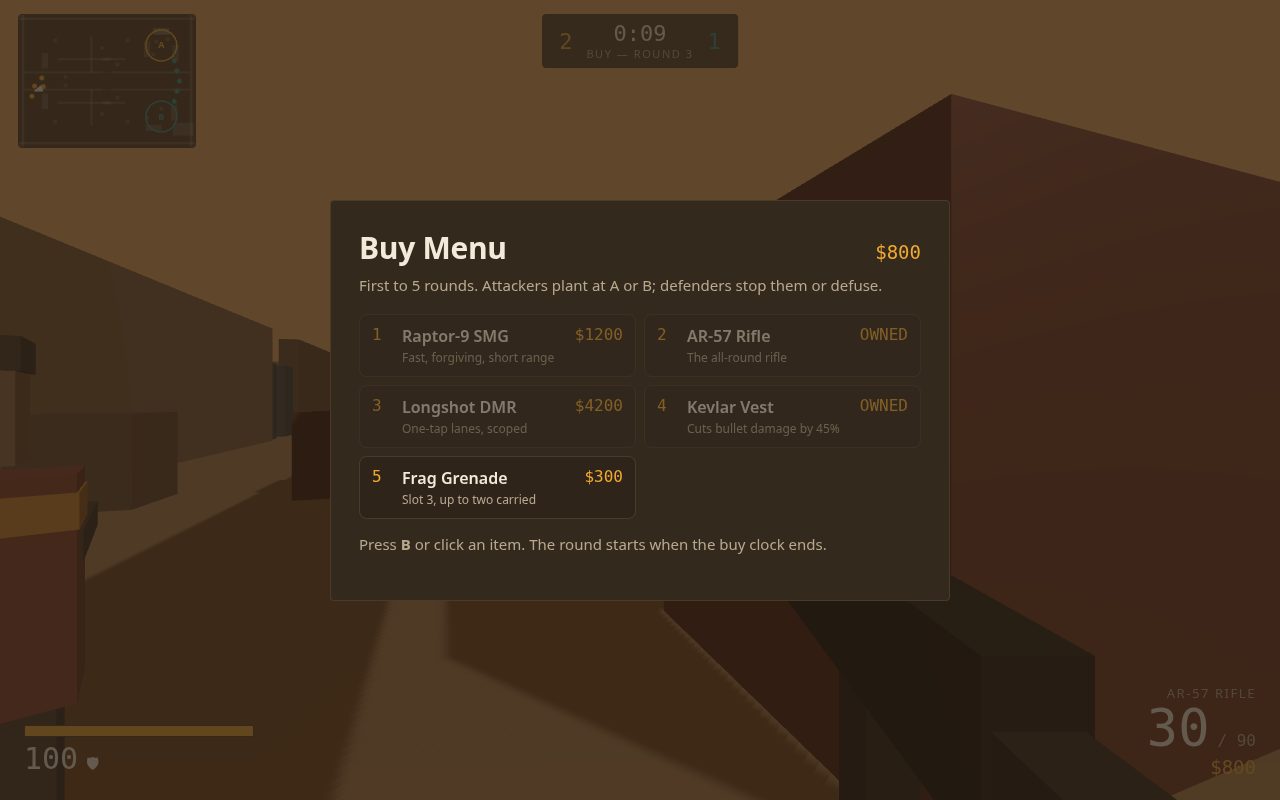 A
B
2
0:09
1
BUY — ROUND 3
Buy Menu
$800
First to 5 rounds. Attackers plant at A or B; defenders stop them or defuse.
1 Raptor-9 SMG $1200
Fast, forgiving, short range
2 AR-57 Rifle OWNED
The all-round rifle
3 Longshot DMR $4200
One-tap lanes, scoped
4 Kevlar Vest OWNED
Cuts bullet damage by 45%
5 Frag Grenade $300
Slot 3, up to two carried
Press B or click an item. The round starts when the buy clock ends.
100
AR-57 RIFLE
30 / 90
$800